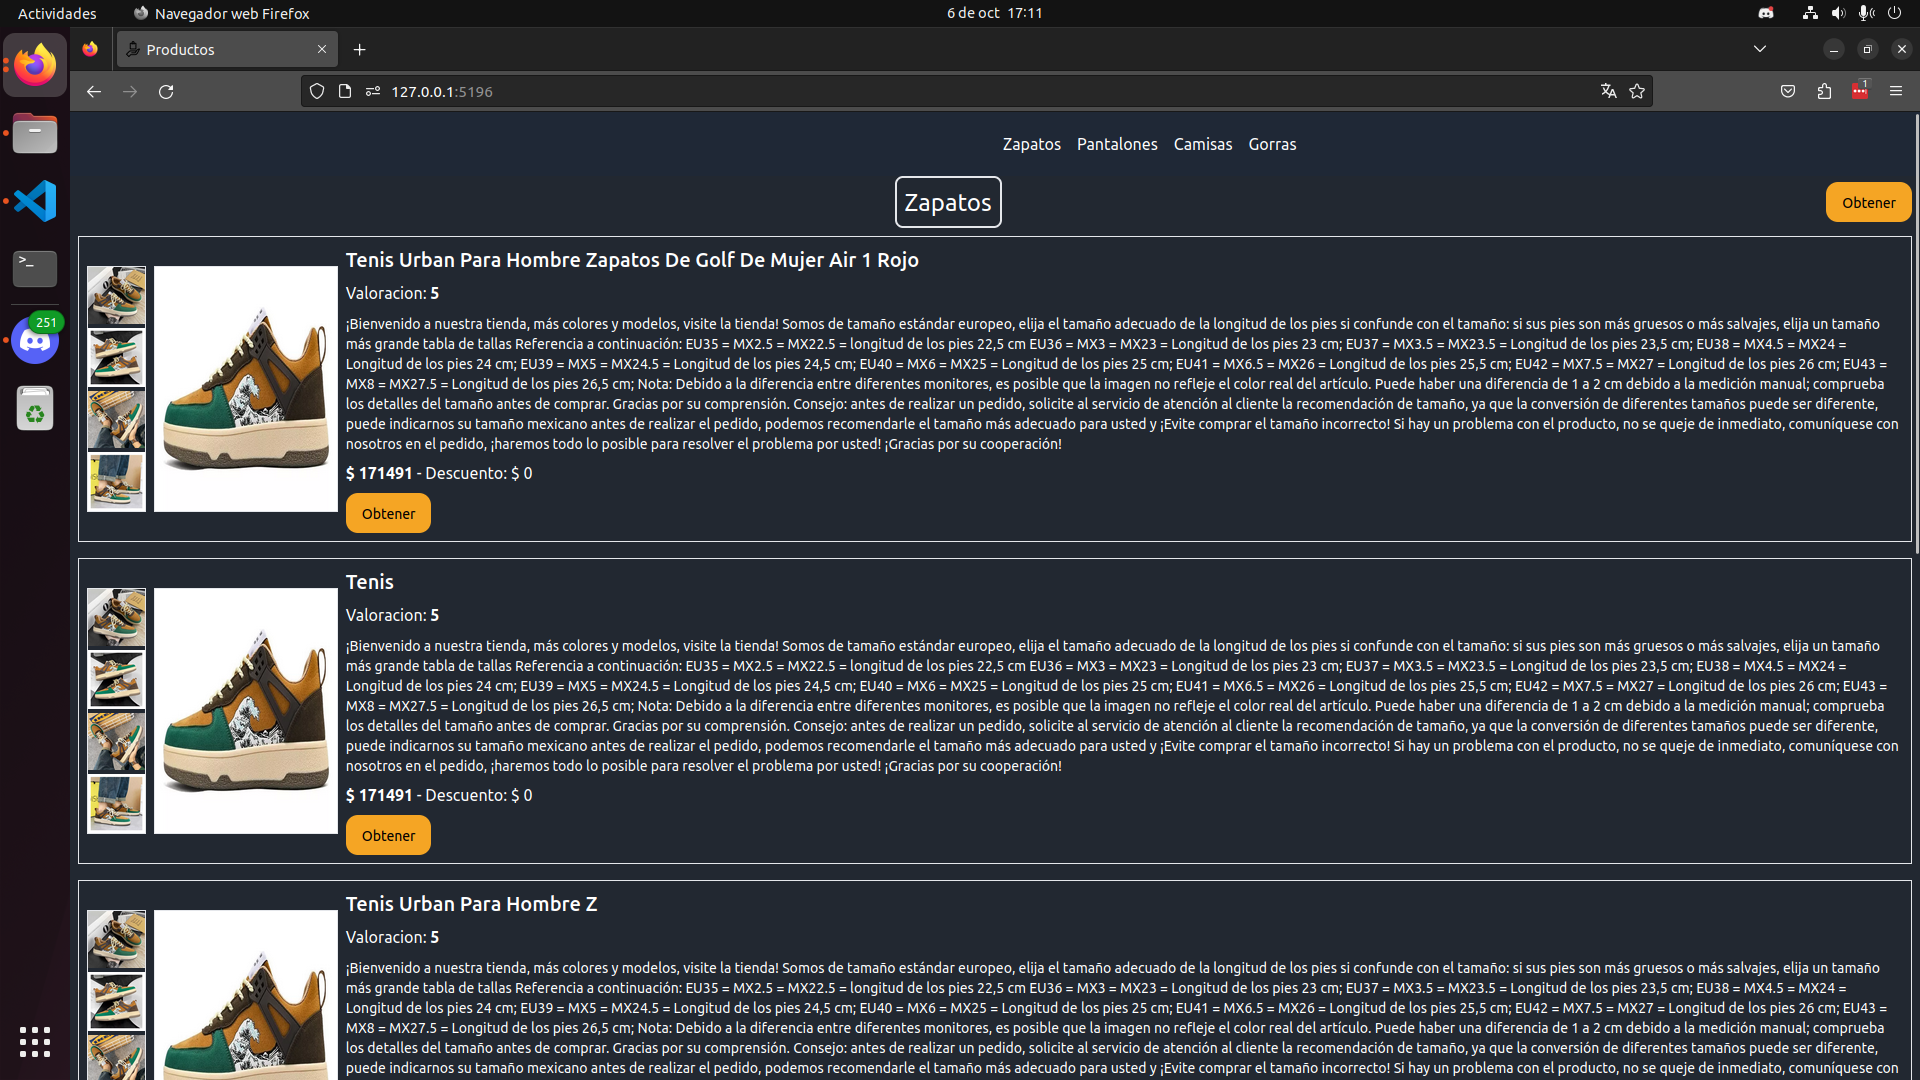 Actividades
Navegador web Firefox
6 de oct 17:11
Productos
127.0.0.1:5196
1
251
Zapatos
Pantalones
Camisas
Gorras
Zapatos
Obtener
Tenis Urban Para Hombre Zapatos De Golf De Mujer Air 1 Rojo
Valoracion: 5
¡Bienvenido a nuestra tienda, más colores y modelos, visite la tienda! Somos de tamaño estándar europeo, elija el tamaño adecuado de la longitud de los pies si confunde con el tamaño: si sus pies son más gruesos o más salvajes, elija un tamaño
más grande tabla de tallas Referencia a continuación: EU35 = MX2.5 = MX22.5 = longitud de los pies 22,5 cm EU36 = MX3 = MX23 = Longitud de los pies 23 cm; EU37 = MX3.5 = MX23.5 = Longitud de los pies 23,5 cm; EU38 = MX4.5 = MX24 =
Longitud de los pies 24 cm; EU39 = MX5 = MX24.5 = Longitud de los pies 24,5 cm; EU40 = MX6 = MX25 = Longitud de los pies 25 cm; EU41 = MX6.5 = MX26 = Longitud de los pies 25,5 cm; EU42 = MX7.5 = MX27 = Longitud de los pies 26 cm; EU43 =
MX8 = MX27.5 = Longitud de los pies 26,5 cm; Nota: Debido a la diferencia entre diferentes monitores, es posible que la imagen no refleje el color real del artículo. Puede haber una diferencia de 1 a 2 cm debido a la medición manual; comprueba
los detalles del tamaño antes de comprar. Gracias por su comprensión. Consejo: antes de realizar un pedido, solicite al servicio de atención al cliente la recomendación de tamaño, ya que la conversión de diferentes tamaños puede ser diferente,
puede indicarnos su tamaño mexicano antes de realizar el pedido, podemos recomendarle el tamaño más adecuado para usted y ¡Evite comprar el tamaño incorrecto! Si hay un problema con el producto, no se queje de inmediato, comuníquese con
nosotros en el pedido, ¡haremos todo lo posible para resolver el problema por usted! ¡Gracias por su cooperación!
$ 171491 - Descuento: $ 0
Obtener
Tenis
Valoracion: 5
¡Bienvenido a nuestra tienda, más colores y modelos, visite la tienda! Somos de tamaño estándar europeo, elija el tamaño adecuado de la longitud de los pies si confunde con el tamaño: si sus pies son más gruesos o más salvajes, elija un tamaño
más grande tabla de tallas Referencia a continuación: EU35 = MX2.5 = MX22.5 = longitud de los pies 22,5 cm EU36 = MX3 = MX23 = Longitud de los pies 23 cm; EU37 = MX3.5 = MX23.5 = Longitud de los pies 23,5 cm; EU38 = MX4.5 = MX24 =
Longitud de los pies 24 cm; EU39 = MX5 = MX24.5 = Longitud de los pies 24,5 cm; EU40 = MX6 = MX25 = Longitud de los pies 25 cm; EU41 = MX6.5 = MX26 = Longitud de los pies 25,5 cm; EU42 = MX7.5 = MX27 = Longitud de los pies 26 cm; EU43 =
MX8 = MX27.5 = Longitud de los pies 26,5 cm; Nota: Debido a la diferencia entre diferentes monitores, es posible que la imagen no refleje el color real del artículo. Puede haber una diferencia de 1 a 2 cm debido a la medición manual; comprueba
los detalles del tamaño antes de comprar. Gracias por su comprensión. Consejo: antes de realizar un pedido, solicite al servicio de atención al cliente la recomendación de tamaño, ya que la conversión de diferentes tamaños puede ser diferente,
puede indicarnos su tamaño mexicano antes de realizar el pedido, podemos recomendarle el tamaño más adecuado para usted y ¡Evite comprar el tamaño incorrecto! Si hay un problema con el producto, no se queje de inmediato, comuníquese con
nosotros en el pedido, ¡haremos todo lo posible para resolver el problema por usted! ¡Gracias por su cooperación!
$ 171491 - Descuento: $ 0
Obtener
Tenis Urban Para Hombre Z
Valoracion: 5
¡Bienvenido a nuestra tienda, más colores y modelos, visite la tienda! Somos de tamaño estándar europeo, elija el tamaño adecuado de la longitud de los pies si confunde con el tamaño: si sus pies son más gruesos o más salvajes, elija un tamaño
más grande tabla de tallas Referencia a continuación: EU35 = MX2.5 = MX22.5 = longitud de los pies 22,5 cm EU36 = MX3 = MX23 = Longitud de los pies 23 cm; EU37 = MX3.5 = MX23.5 = Longitud de los pies 23,5 cm; EU38 = MX4.5 = MX24 =
Longitud de los pies 24 cm; EU39 = MX5 = MX24.5 = Longitud de los pies 24,5 cm; EU40 = MX6 = MX25 = Longitud de los pies 25 cm; EU41 = MX6.5 = MX26 = Longitud de los pies 25,5 cm; EU42 = MX7.5 = MX27 = Longitud de los pies 26 cm; EU43 =
MX8 = MX27.5 = Longitud de los pies 26,5 cm; Nota: Debido a la diferencia entre diferentes monitores, es posible que la imagen no refleje el color real del artículo. Puede haber una diferencia de 1 a 2 cm debido a la medición manual; comprueba
los detalles del tamaño antes de comprar. Gracias por su comprensión. Consejo: antes de realizar un pedido, solicite al servicio de atención al cliente la recomendación de tamaño, ya que la conversión de diferentes tamaños puede ser diferente,
puede indicarnos su tamaño mexicano antes de realizar el pedido, podemos recomendarle el tamaño más adecuado para usted y ¡Evite comprar el tamaño incorrecto! Si hay un problema con el producto, no se queje de inmediato, comuníquese con